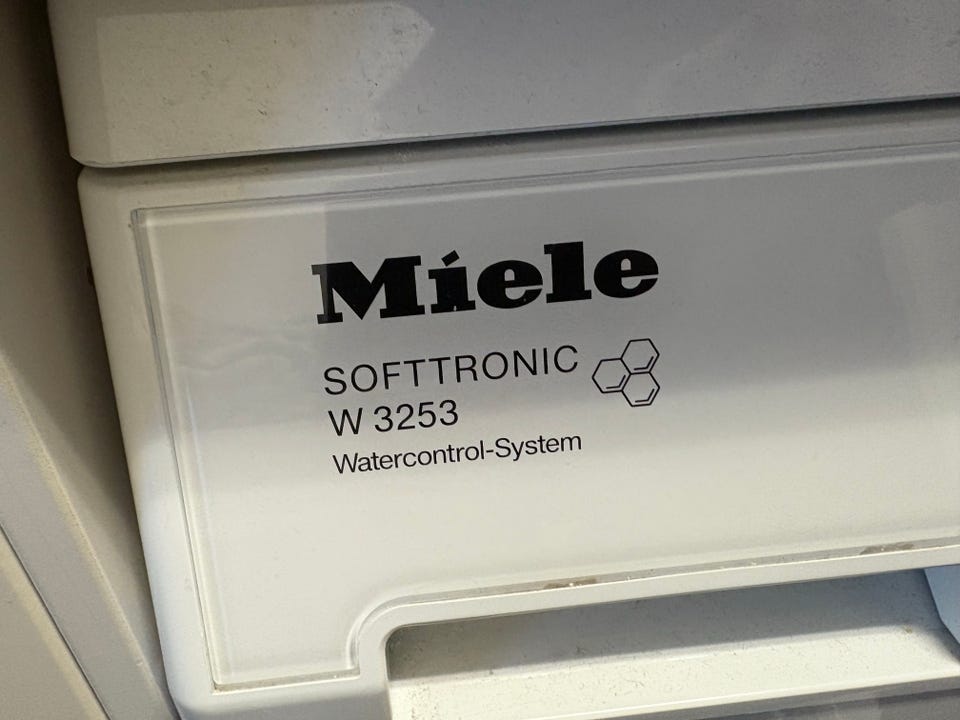 Miele
SOFTTRONIC
W 3253
Watercontrol-System